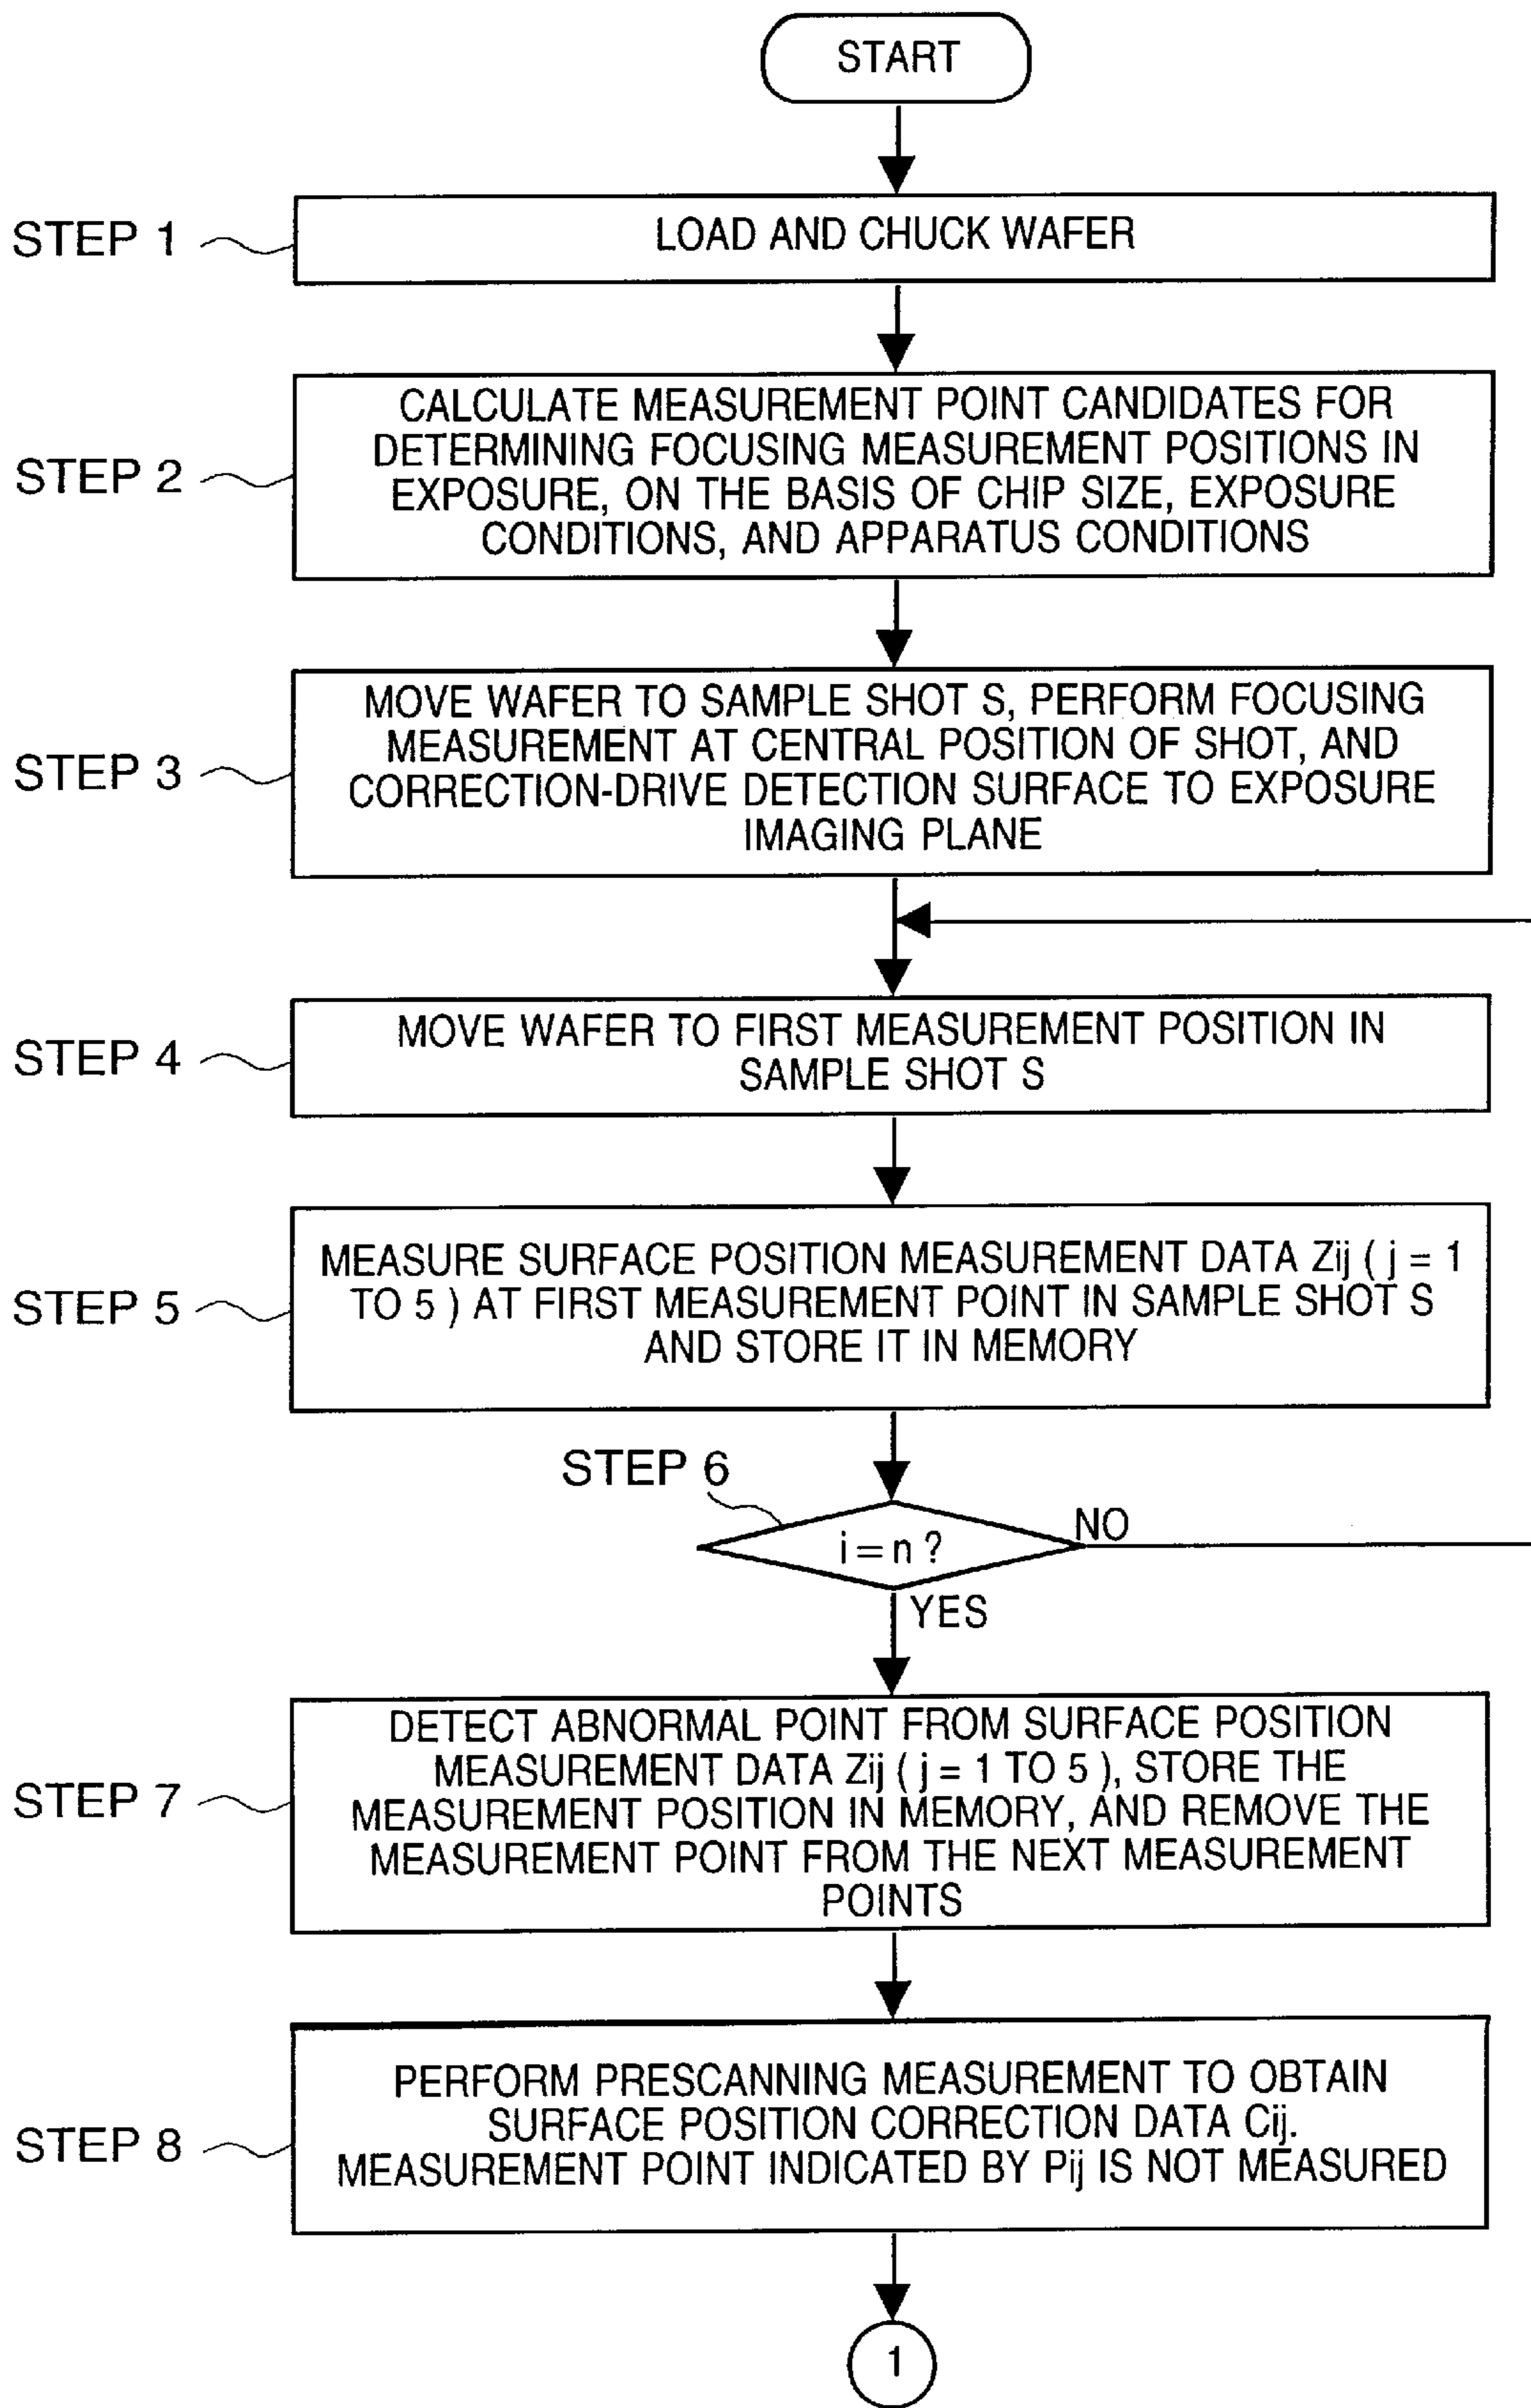 START
STEP 1
LOAD AND CHUCK WAFER
STEP 2
CALCULATE MEASUREMENT POINT CANDIDATES FOR
DETERMINING FOCUSING MEASUREMENT POSITIONS IN
EXPOSURE, ON THE BASIS OF CHIP SIZE, EXPOSURE
CONDITIONS, AND APPARATUS CONDITIONS
STEP 3
MOVE WAFER TO SAMPLE SHOT S, PERFORM FOCUSING
MEASUREMENT AT CENTRAL POSITION OF SHOT, AND
CORRECTION-DRIVE DETECTION SURFACE TO EXPOSURE
IMAGING PLANE
STEP 4
MOVE WAFER TO FIRST MEASUREMENT POSITION IN
SAMPLE SHOT S
STEP 5
MEASURE SURFACE POSITION MEASUREMENT DATA Zij ( j = 1
TO 5 ) AT FIRST MEASUREMENT POINT IN SAMPLE SHOT S
AND STORE IT IN MEMORY
STEP 6
i = n ?
NO
YES
STEP 7
DETECT ABNORMAL POINT FROM SURFACE POSITION
MEASUREMENT DATA Zij ( j = 1 TO 5 ), STORE THE
MEASUREMENT POSITION IN MEMORY, AND REMOVE THE
MEASUREMENT POINT FROM THE NEXT MEASUREMENT
POINTS
STEP 8
PERFORM PRESCANNING MEASUREMENT TO OBTAIN
SURFACE POSITION CORRECTION DATA Cij.
MEASUREMENT POINT INDICATED BY Pij IS NOT MEASURED
1